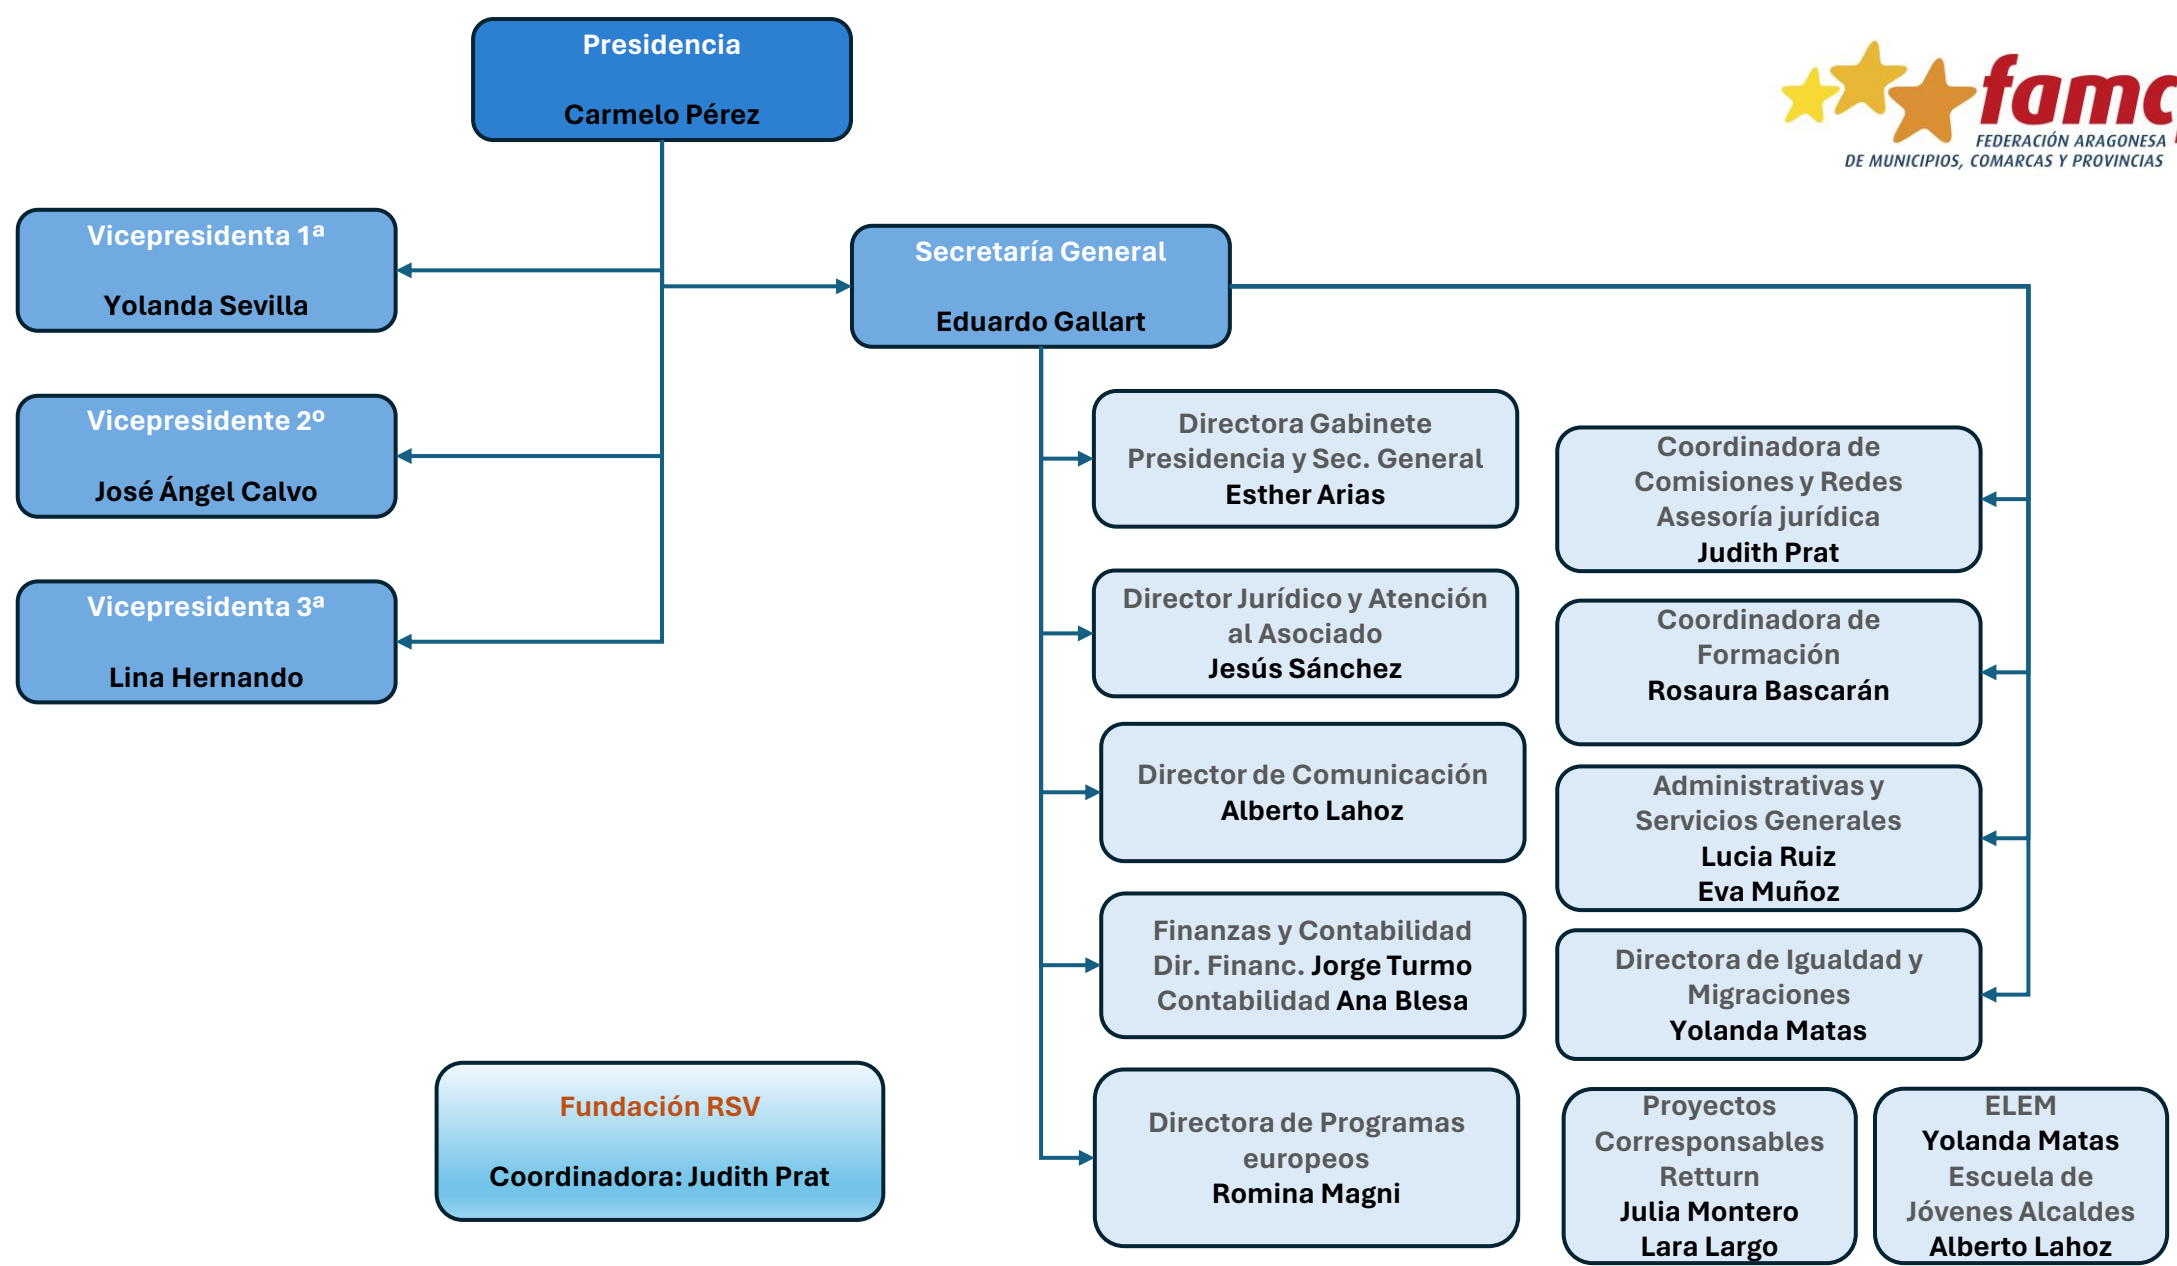 Presidencia
Carmelo Pérez
famc
FEDERACIÓN ARAGONESA
DE MUNICIPIOS, COMARCAS Y PROVINCIAS
Vicepresidenta 1ª
Yolanda Sevilla
Secretaría General
Eduardo Gallart
Vicepresidente 2º
José Ángel Calvo
Vicepresidenta 3ª
Lina Hernando
Directora Gabinete
Presidencia y Sec. General
Esther Arias
Director Jurídico y Atención
al Asociado
Jesús Sánchez
Director de Comunicación
Alberto Lahoz
Finanzas y Contabilidad
Dir. Financ. Jorge Turmo
Contabilidad Ana Blesa
Directora de Programas
europeos
Romina Magni
Coordinadora de
Comisiones y Redes
Asesoría jurídica
Judith Prat
Coordinadora de
Formación
Rosaura Bascarán
Administrativas y
Servicios Generales
Lucia Ruiz
Eva Muñoz
Directora de Igualdad y
Migraciones
Yolanda Matas
Proyectos
Corresponsables
Retturn
Julia Montero
Lara Largo
ELEM
Yolanda Matas
Escuela de
Jóvenes Alcaldes
Alberto Lahoz
Fundación RSV
Coordinadora: Judith Prat